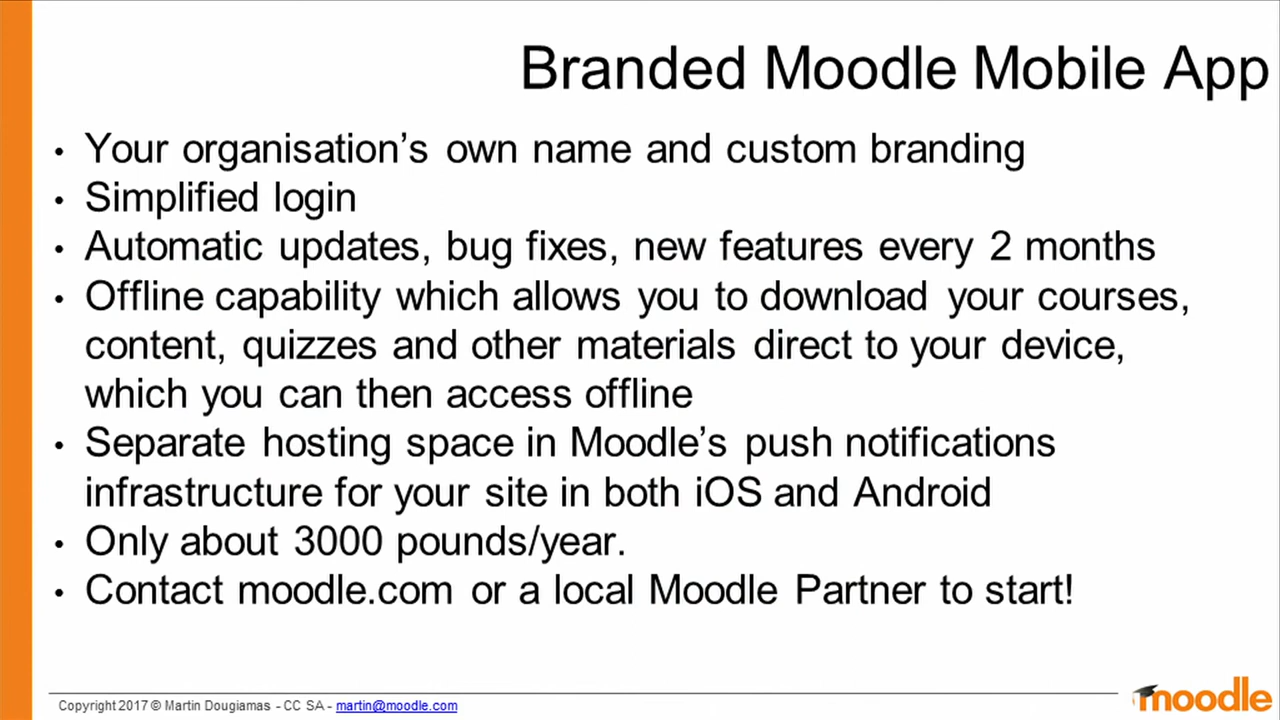 Branded Moodle Mobile App
• Your organisation’s own name and custom branding
• Simplified login
• Automatic updates, bug fixes, new features every 2 months
• Offline capability which allows you to download your courses,
content, quizzes and other materials direct to your device,
which you can then access offline
• Separate hosting space in Moodle’s push notifications
infrastructure for your site in both iOS and Android
• Only about 3000 pounds/year.
• Contact moodle.com or a local Moodle Partner to start!
Copyright 2017 © Martin Dougiamas - CC SA - martin@moodle.com
moodle